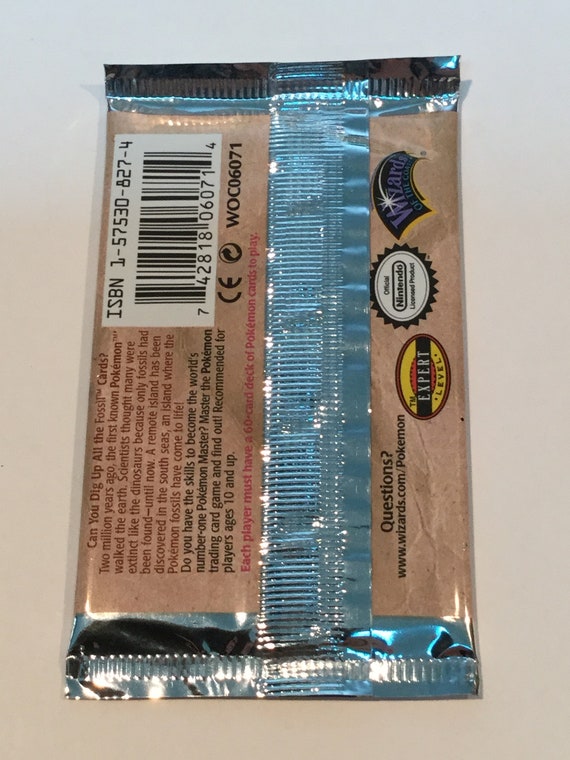 ISBN 1-57530-827-4
7 42818 06071 4
CE
WOC06071
Can You Dig Up All the Fossil™ Cards?
Two million years ago, the first known Pokémon™
walked the earth. Scientists thought many were
extinct like the dinosaurs because only fossils had
been found—until now. A remote island has been
discovered in the south seas, an island where the
Pokémon fossils have come to life!
Do you have the skills to become the world's
number-one Pokémon Master? Master the Pokémon
trading card game and find out! Recommended for
players ages 10 and up.
Each player must have a 60-card deck of Pokémon cards to play.
Wizards
OF THE COAST
®
Official
Nintendo
Licensed Product
EXPERT
LEVEL
TM
Questions?
www.wizards.com/Pokemon